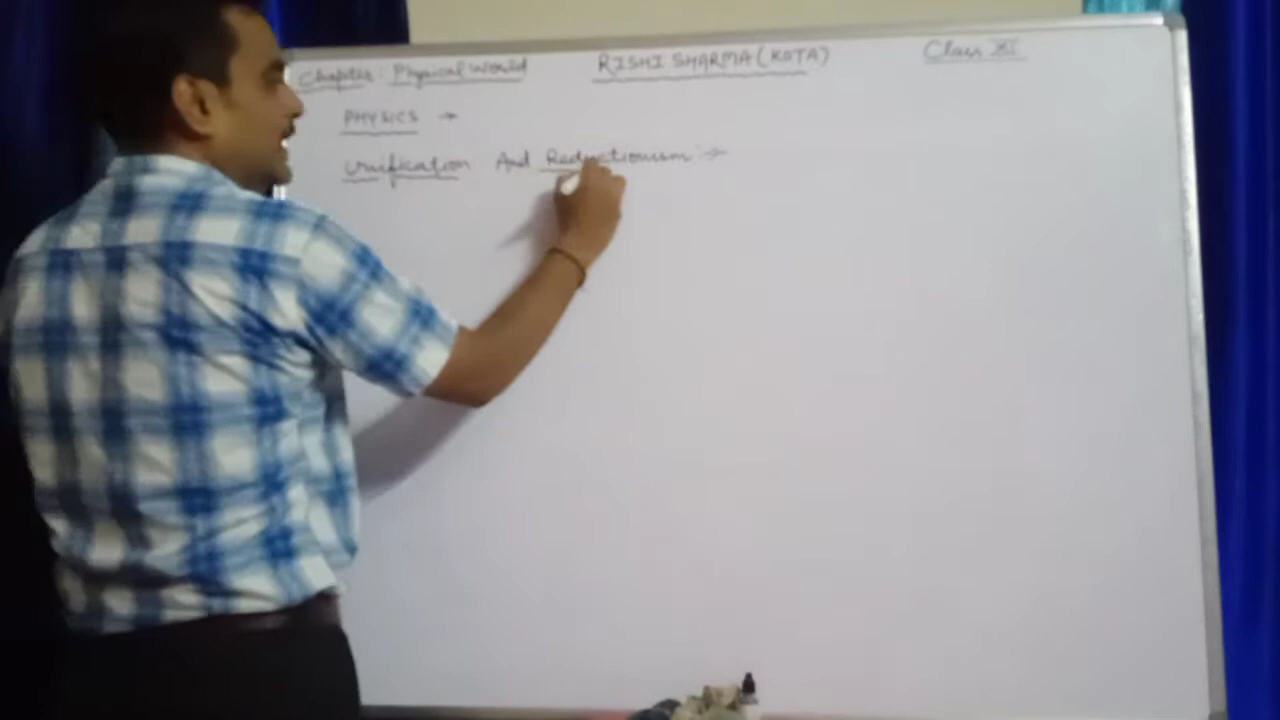 Chapter: Physical World RISHI SHARMA (KOTA) Class XI
PHYSICS →
Unification And Reductionism :→